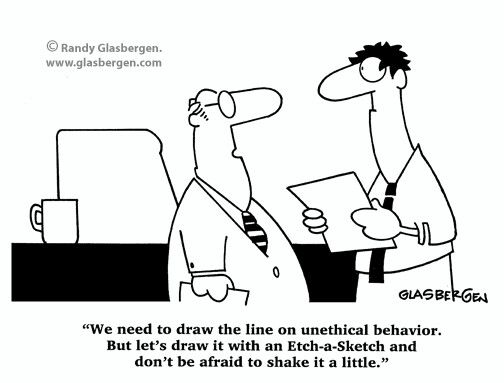 © Randy Glasbergen.
www.glasbergen.com
GLASBERGEN
“We need to draw the line on unethical behavior.
But let’s draw it with an Etch-a-Sketch and
don’t be afraid to shake it a little.”